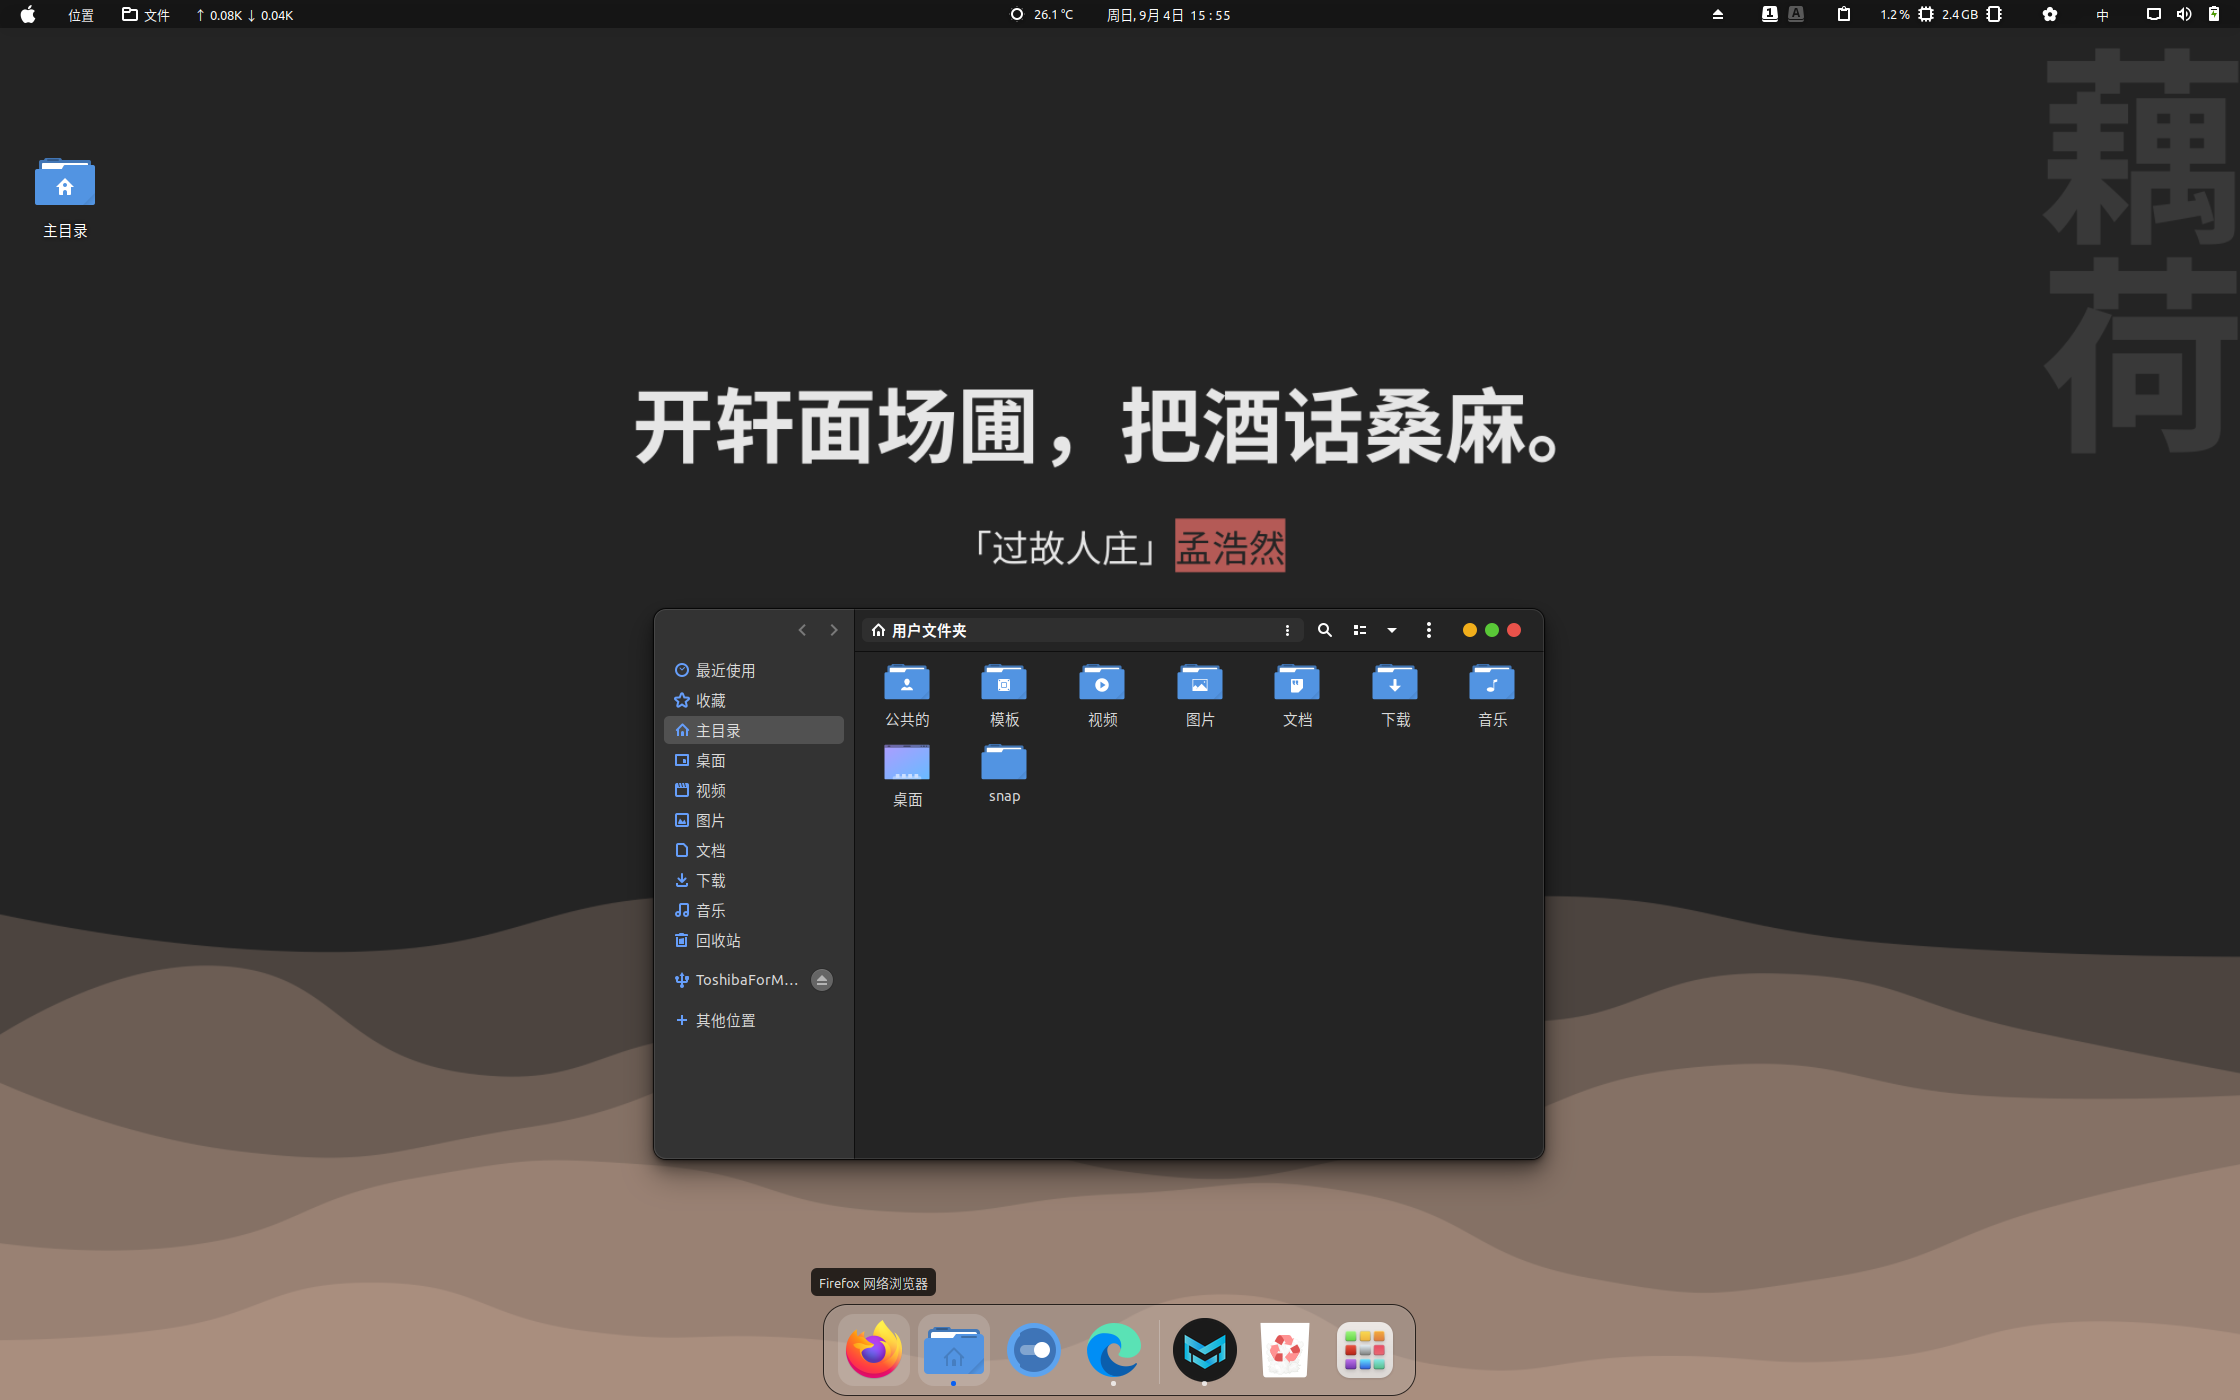 位置 文件 ↑ 0.08K ↓ 0.04K 26.1 °C 周日, 9月 4日 15 : 55 1 A 1.2 % 2.4 GB 中
藕荷
主目录
开轩面场圃，把酒话桑麻。
「过故人庄」孟浩然
用户文件夹
最近使用
收藏
主目录
桌面
视频
图片
文档
下载
音乐
回收站
ToshibaForM...
其他位置
公共的 模板 视频 图片 文档 下载 音乐
桌面 snap
Firefox 网络浏览器